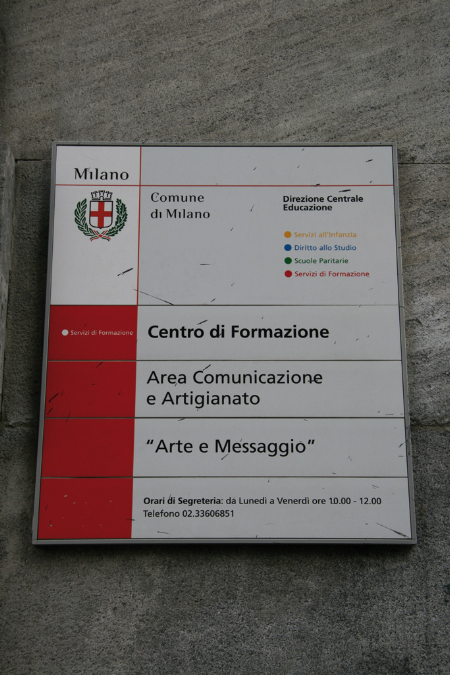 Milano
Comune
di Milano
Direzione Centrale
Educazione
Servizi all'Infanzia
Diritto allo Studio
Scuole Paritarie
Servizi di Formazione
Servizi di Formazione
Centro di Formazione
Area Comunicazione
e Artigianato
“Arte e Messaggio”
Orari di Segreteria: da Lunedì a Venerdì ore 10.00 - 12.00
Telefono 02.33606851